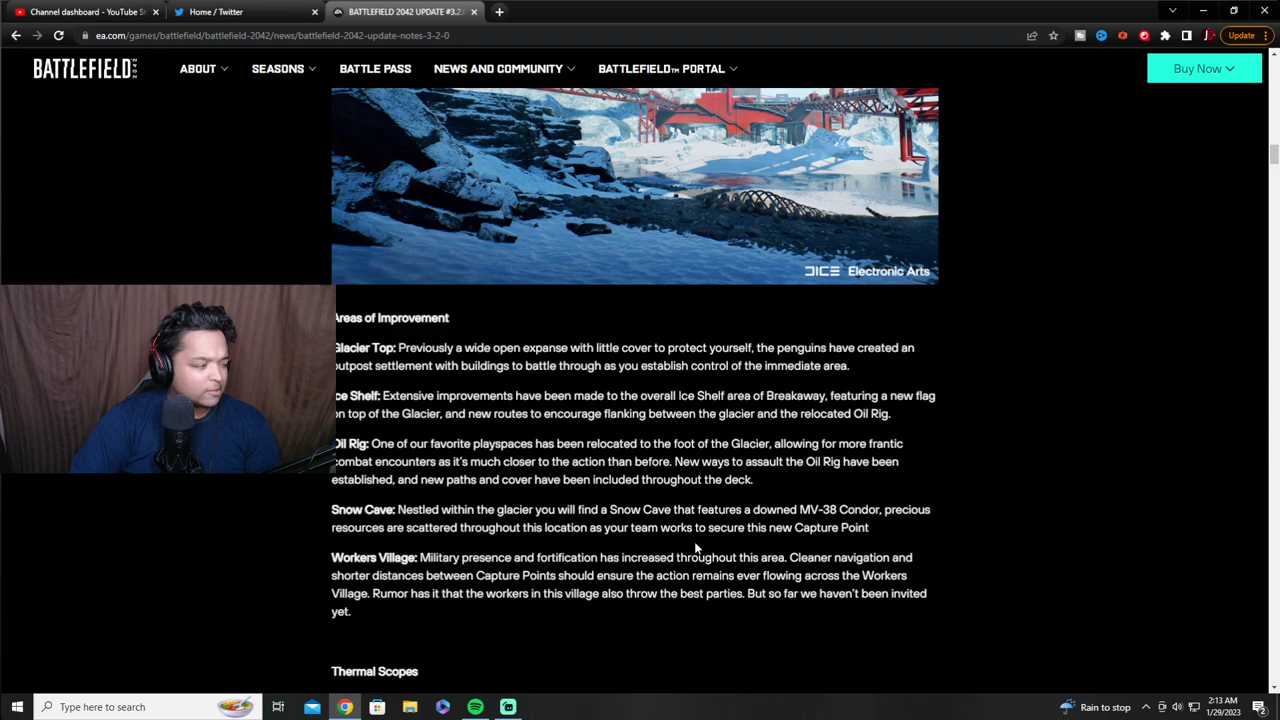 Channel dashboard - YouTube S
Home / Twitter
BATTLEFIELD 2042 UPDATE #3.2.
ea.com/games/battlefield/battlefield-2042/news/battlefield-2042-update-notes-3-2-0
Update
BATTLEFIELD 2042
ABOUT
SEASONS
BATTLE PASS
NEWS AND COMMUNITY
BATTLEFIELD™ PORTAL
Buy Now
DICE Electronic Arts
Areas of Improvement
Glacier Top: Previously a wide open expanse with little cover to protect yourself, the penguins have created an
outpost settlement with buildings to battle through as you establish control of the immediate area.
Ice Shelf: Extensive improvements have been made to the overall Ice Shelf area of Breakaway, featuring a new flag
on top of the Glacier, and new routes to encourage flanking between the glacier and the relocated Oil Rig.
Oil Rig: One of our favorite playspaces has been relocated to the foot of the Glacier, allowing for more frantic
combat encounters as it's much closer to the action than before. New ways to assault the Oil Rig have been
established, and new paths and cover have been included throughout the deck.
Snow Cave: Nestled within the glacier you will find a Snow Cave that features a downed MV-38 Condor, precious
resources are scattered throughout this location as your team works to secure this new Capture Point
Workers Village: Military presence and fortification has increased throughout this area. Cleaner navigation and
shorter distances between Capture Points should ensure the action remains ever flowing across the Workers
Village. Rumor has it that the workers in this village also throw the best parties. But so far we haven't been invited
yet.
Thermal Scopes
Type here to search
Rain to stop
2:13 AM
1/29/2023
2